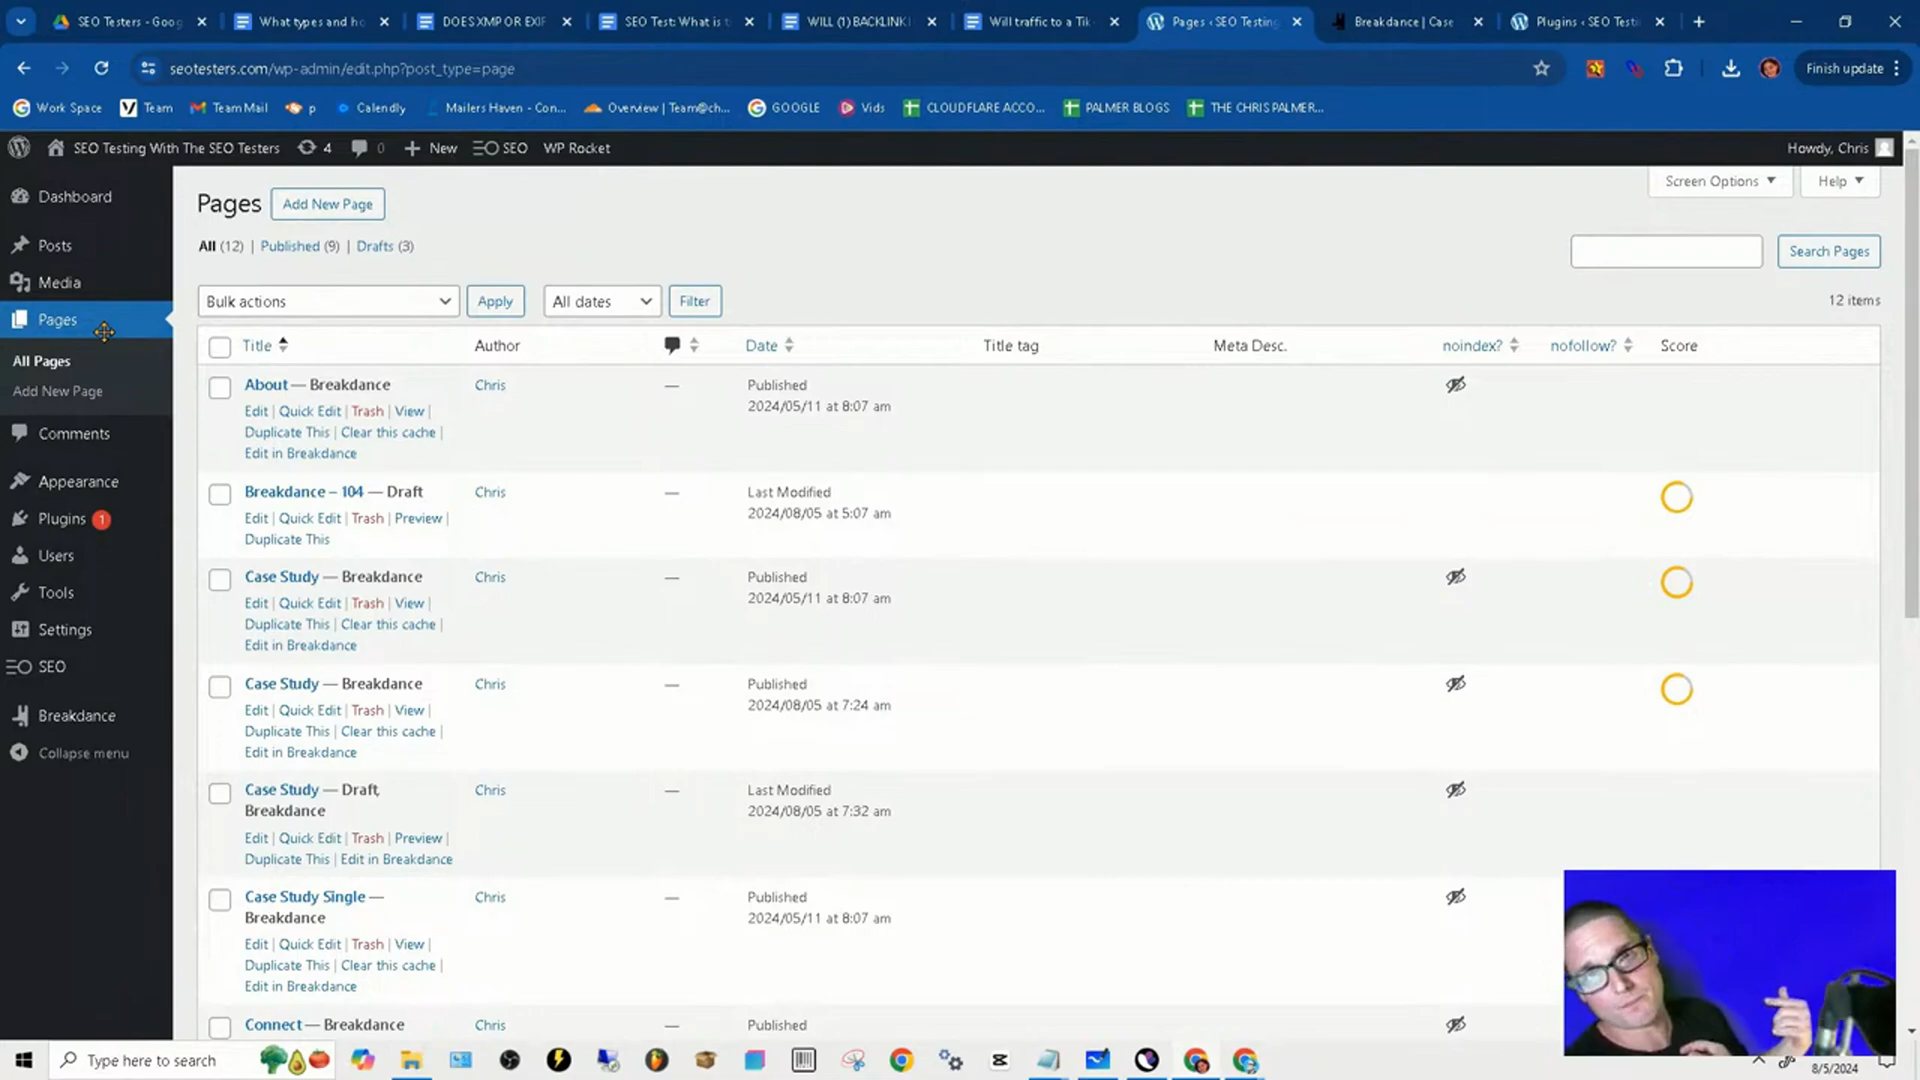 SEO Testers - Goog
What types and ho
DOES XMP OR EXIF
SEO Test: What is t
WILL (1) BACKLINK
Will traffic to a Tik
Pages ‹ SEO Testing
Breakdance | Case
Plugins ‹ SEO Testi
seotesters.com/wp-admin/edit.php?post_type=page
Finish update
Work Space
Team
Team Mail
p
Calendly
Mailers Haven - Con...
Overview | Team@ch...
GOOGLE
Vids
CLOUDFLARE ACCO...
PALMER BLOGS
THE CHRIS PALMER...
SEO Testing With The SEO Testers
4
0
New
SEO
WP Rocket
Howdy, Chris
Dashboard
Posts
Media
Pages
All Pages
Add New Page
Comments
Appearance
Plugins 1
Users
Tools
Settings
SEO
Breakdance
Collapse menu
Screen Options
Help
Pages
Add New Page
All (12) | Published (9) | Drafts (3)
Search Pages
Bulk actions
Apply
All dates
Filter
12 items
Title
Author
Date
Title tag
Meta Desc.
noindex?
nofollow?
Score
About — Breakdance
Edit | Quick Edit | Trash | View |
Duplicate This | Clear this cache |
Edit in Breakdance
Chris
—
Published
2024/05/11 at 8:07 am
Breakdance – 104 — Draft
Edit | Quick Edit | Trash | Preview |
Duplicate This
Chris
—
Last Modified
2024/08/05 at 5:07 am
Case Study — Breakdance
Edit | Quick Edit | Trash | View |
Duplicate This | Clear this cache |
Edit in Breakdance
Chris
—
Published
2024/05/11 at 8:07 am
Case Study — Breakdance
Edit | Quick Edit | Trash | View |
Duplicate This | Clear this cache |
Edit in Breakdance
Chris
—
Published
2024/08/05 at 7:24 am
Case Study — Draft,
Breakdance
Edit | Quick Edit | Trash | Preview |
Duplicate This | Edit in Breakdance
Chris
—
Last Modified
2024/08/05 at 7:32 am
Case Study Single —
Breakdance
Edit | Quick Edit | Trash | View |
Duplicate This | Clear this cache |
Edit in Breakdance
Chris
—
Published
2024/05/11 at 8:07 am
Connect — Breakdance
Chris
—
Published
Type here to search
8/5/2024